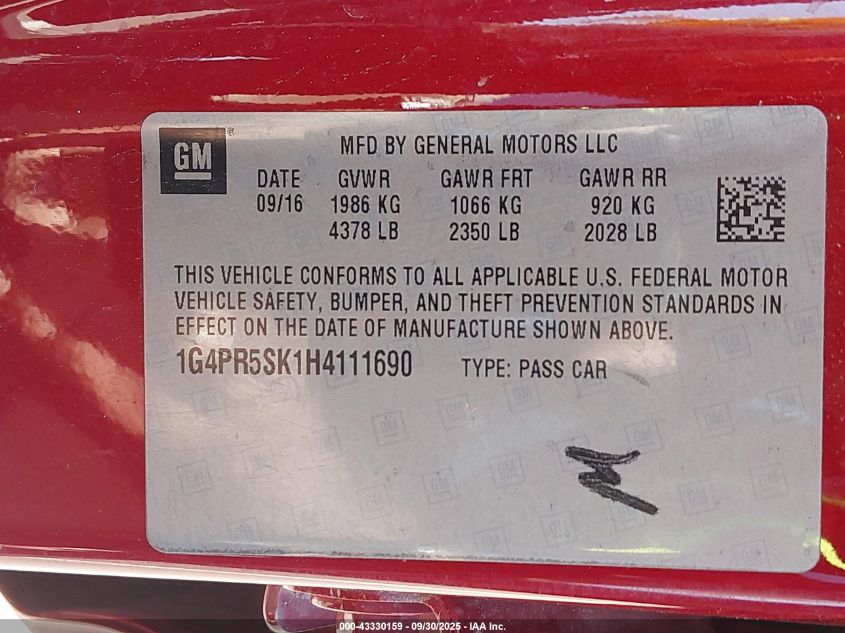 GM
MFD BY GENERAL MOTORS LLC
DATE GVWR GAWR FRT GAWR RR
09/16 1986 KG 1066 KG 920 KG
4378 LB 2350 LB 2028 LB
THIS VEHICLE CONFORMS TO ALL APPLICABLE U.S. FEDERAL MOTOR
VEHICLE SAFETY, BUMPER, AND THEFT PREVENTION STANDARDS IN
EFFECT ON THE DATE OF MANUFACTURE SHOWN ABOVE.
1G4PR5SK1H4111690 TYPE: PASS CAR
000-43330159 - 09/30/2025 - IAA Inc.